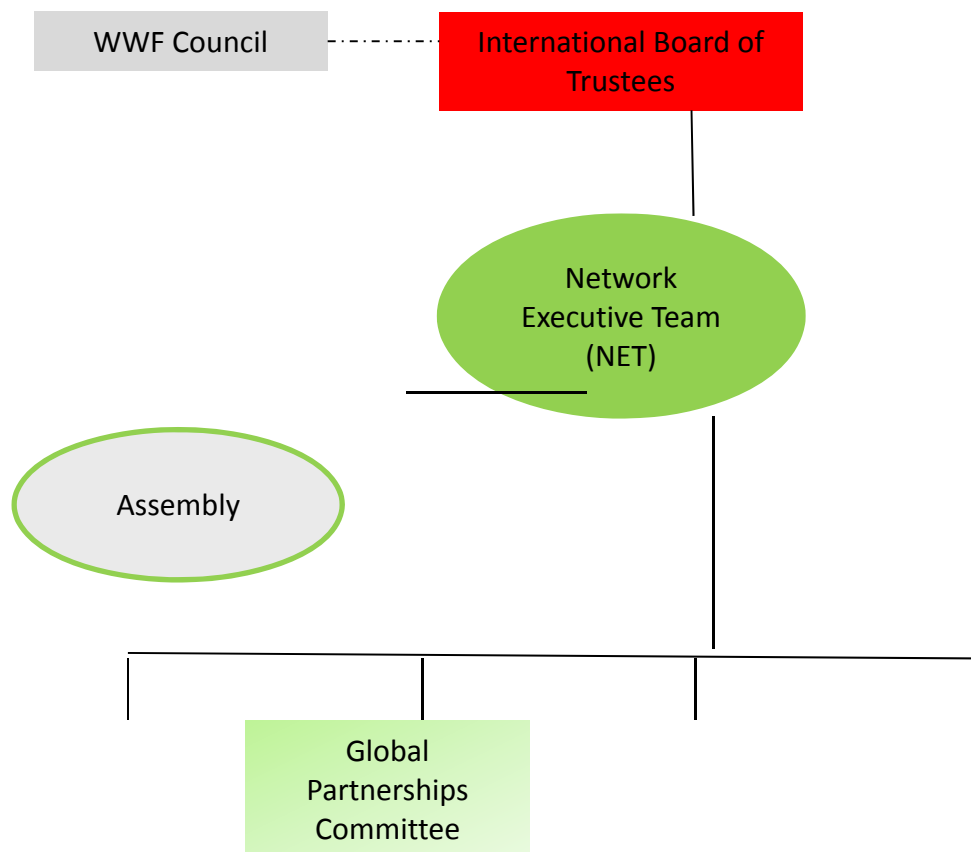 WWF Council
International Board of
Trustees
Network
Executive Team
(NET)
Assembly
Global
Partnerships
Committee